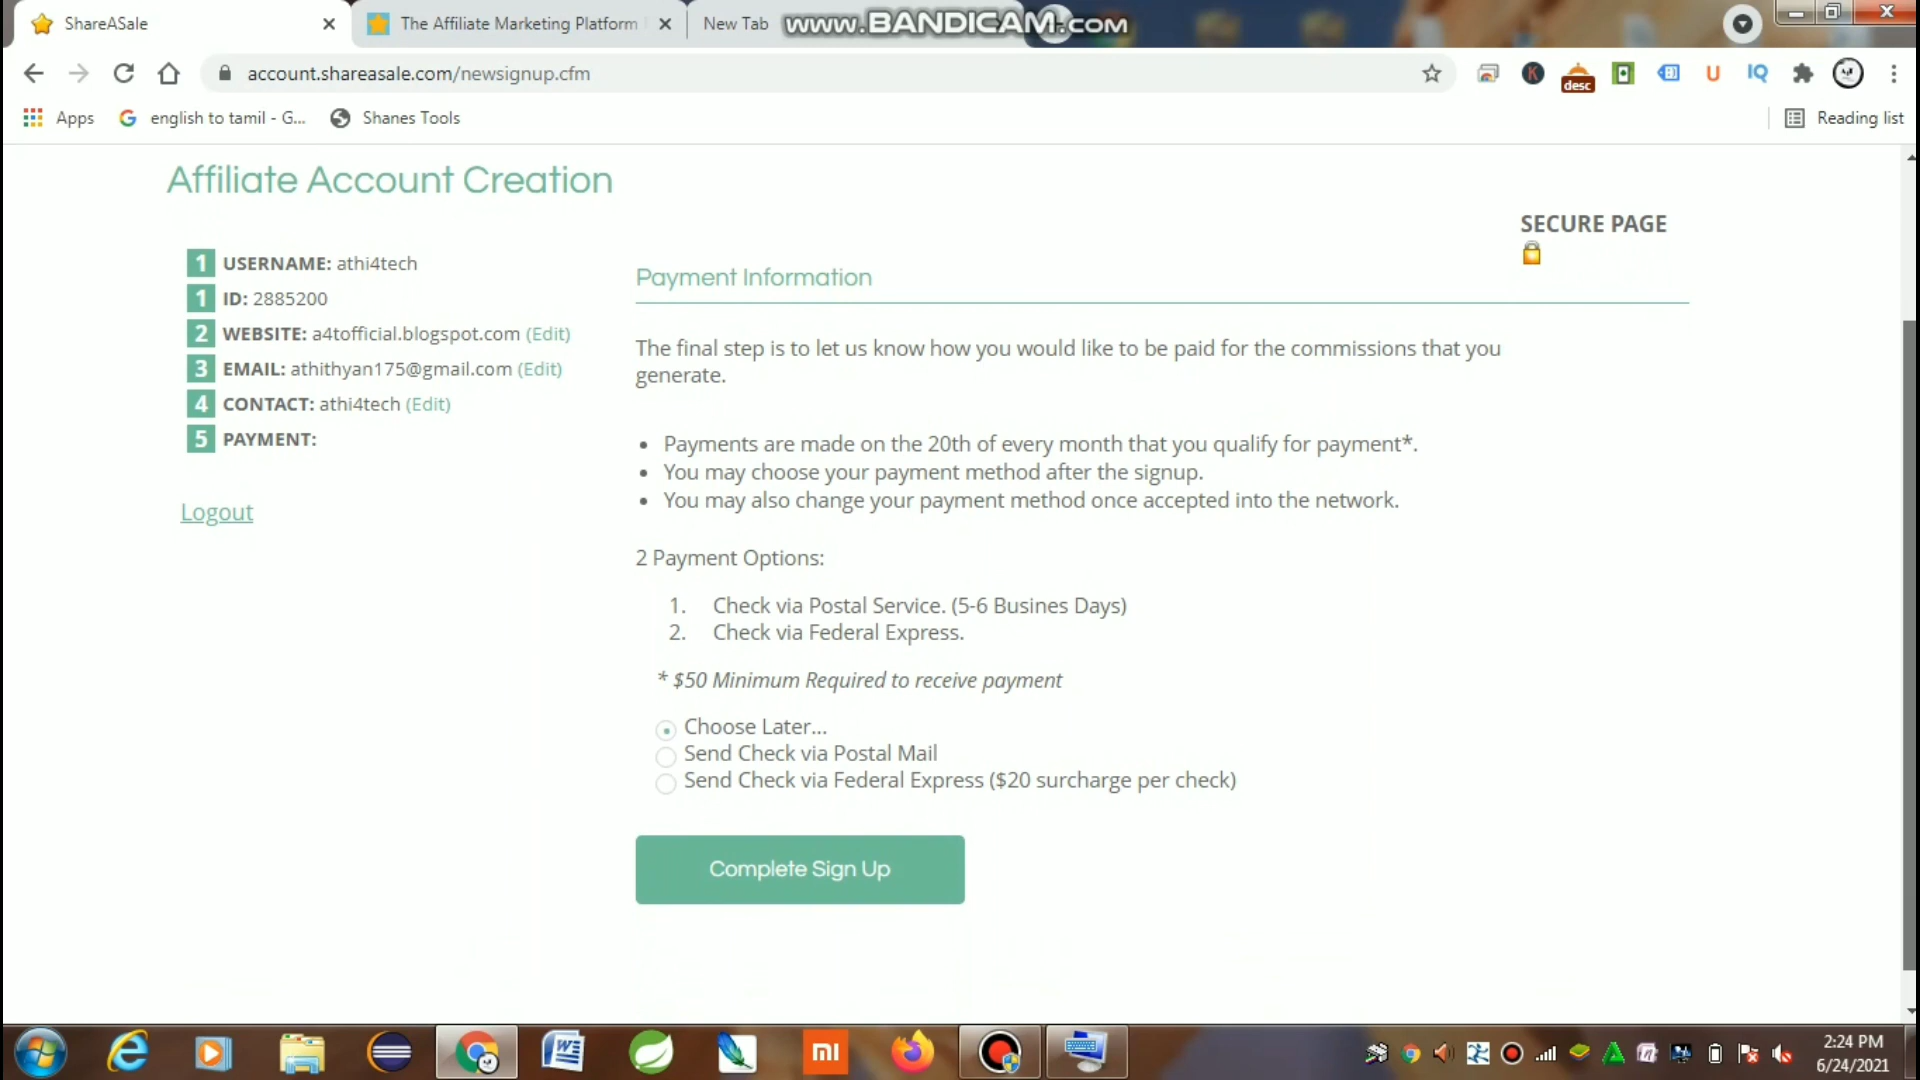 ShareASale
The Affiliate Marketing Platform
New Tab
www.BANDICAM.com
account.shareasale.com/newsignup.cfm
desc
IQ
Apps
english to tamil - G...
Shanes Tools
Reading list
Affiliate Account Creation
SECURE PAGE
1 USERNAME: athi4tech
1 ID: 2885200
2 WEBSITE: a4tofficial.blogspot.com (Edit)
3 EMAIL: athithyan175@gmail.com (Edit)
4 CONTACT: athi4tech (Edit)
5 PAYMENT:
Logout
Payment Information
The final step is to let us know how you would like to be paid for the commissions that you
generate.
• Payments are made on the 20th of every month that you qualify for payment*.
• You may choose your payment method after the signup.
• You may also change your payment method once accepted into the network.
2 Payment Options:
1. Check via Postal Service. (5-6 Busines Days)
2. Check via Federal Express.
* $50 Minimum Required to receive payment
Choose Later...
Send Check via Postal Mail
Send Check via Federal Express ($20 surcharge per check)
Complete Sign Up
mi
2:24 PM
6/24/2021